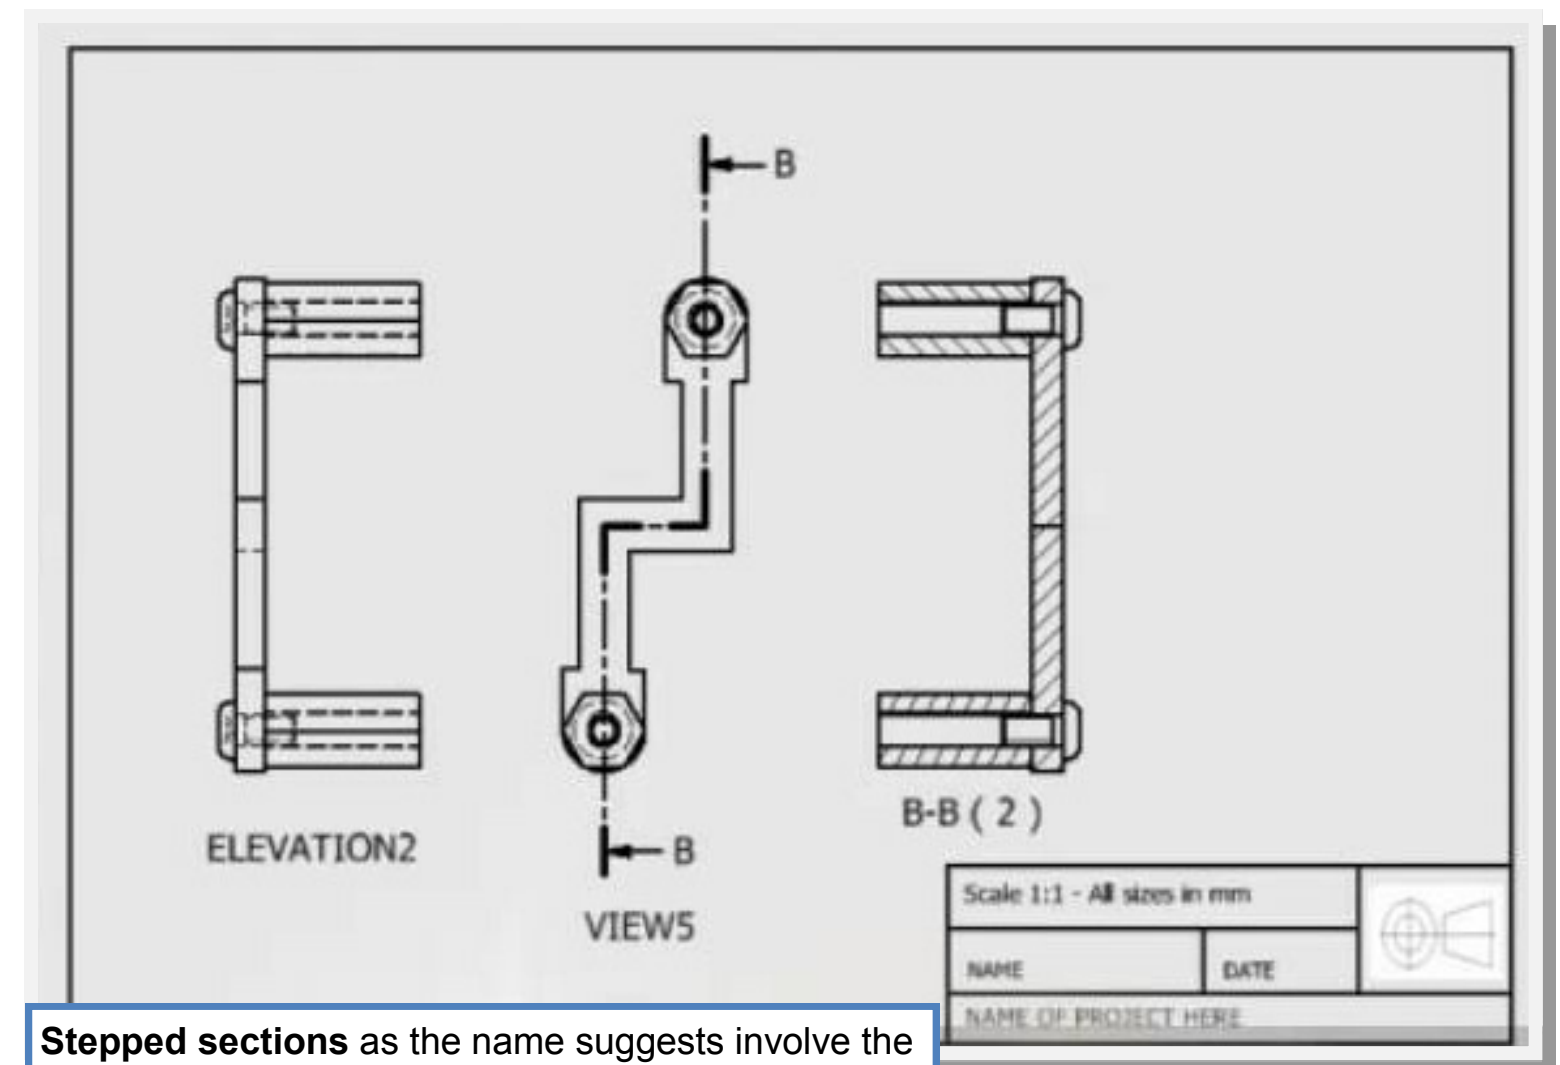 B
ELEVATION2
B
VIEW5
B-B ( 2 )
Scale 1:1 - All sizes in mm
NAME
DATE
NAME OF PROJECT HERE
Stepped sections as the name suggests involve the